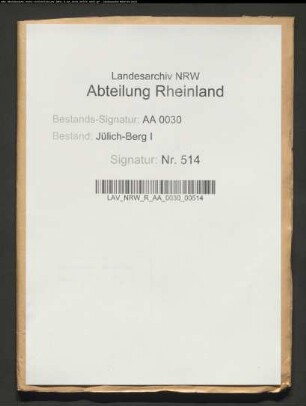 Landesarchiv NRW
Abteilung Rheinland
Bestands-Signatur: AA 0030
Bestand: Jülich-Berg I
Signatur: Nr. 514
LAV_NRW_R_AA_0030_00514